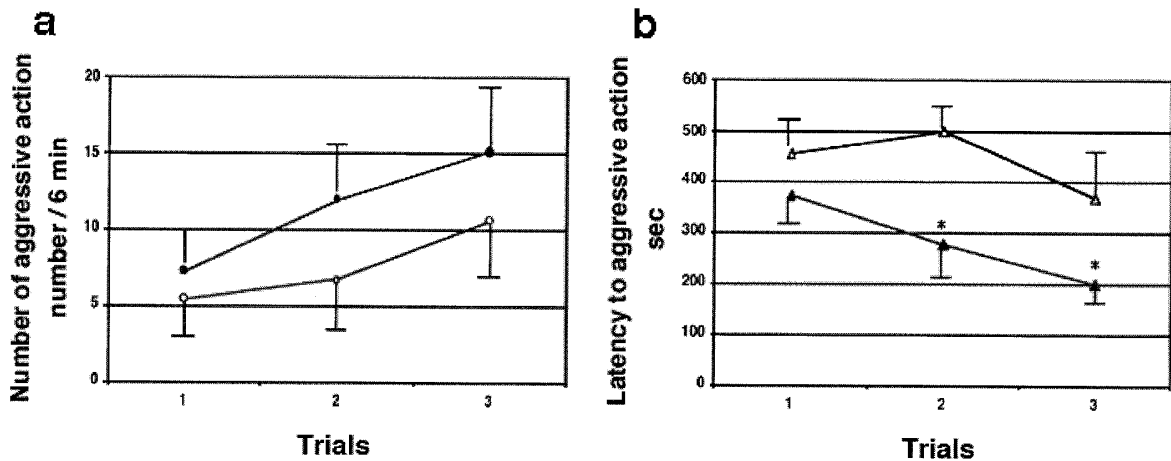 a
Number of aggressive action
number / 6 min
20
15
10
5
0
1 2 3
Trials
b
Latency to aggressive action
sec
600
500
400
300
200
100
0
*
*
1 2 3
Trials